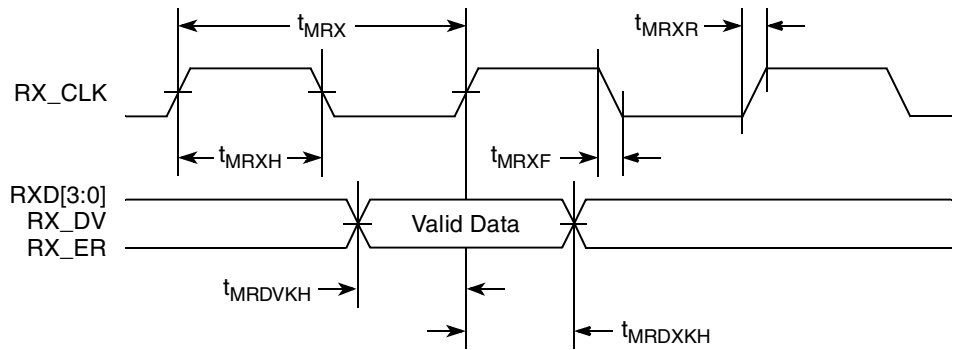 tMRX
tMRXR
RX_CLK
tMRXH
tMRXF
RXD[3:0]
RX_DV
RX_ER
Valid Data
tMRDVKH
tMRDXKH